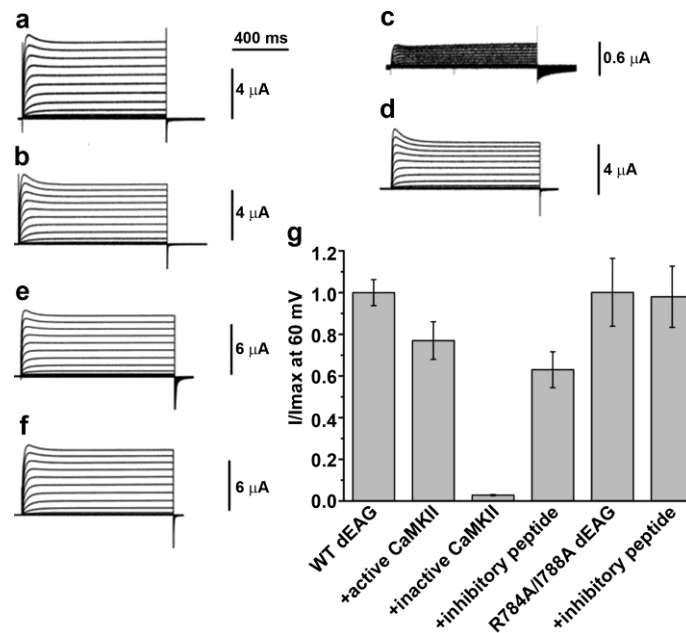 a
400 ms
4 μA
b
4 μA
c
0.6 μA
d
4 μA
e
6 μA
f
6 μA
g
I/Imax at 60 mV
1.2
1.0
0.8
0.6
0.4
0.2
0.0
WT dEAG
+active CaMKII
+inactive CaMKII
+inhibitory peptide
R784A/I788A dEAG
+inhibitory peptide